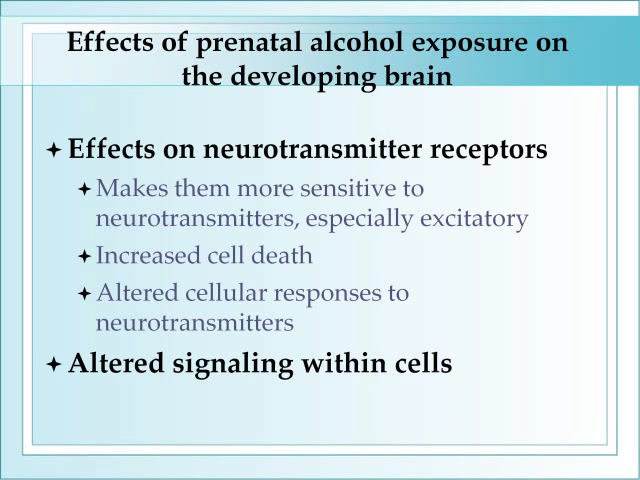 Effects of prenatal alcohol exposure on
the developing brain
Effects on neurotransmitter receptors
Makes them more sensitive to
neurotransmitters, especially excitatory
Increased cell death
Altered cellular responses to
neurotransmitters
Altered signaling within cells